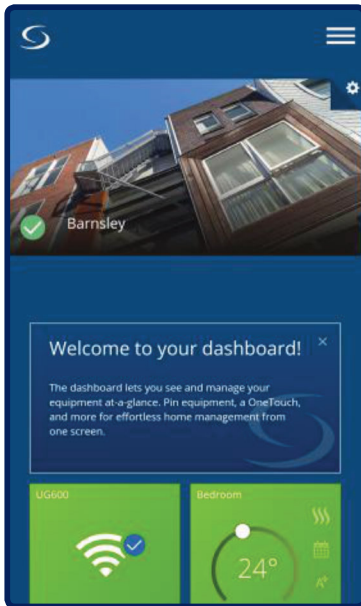 Barnsley
Welcome to your dashboard!
The dashboard lets you see and manage your
equipment at-a-glance. Pin equipment, a OneTouch,
and more for effortless home management from
one screen.
UG600
Bedroom
24°
A